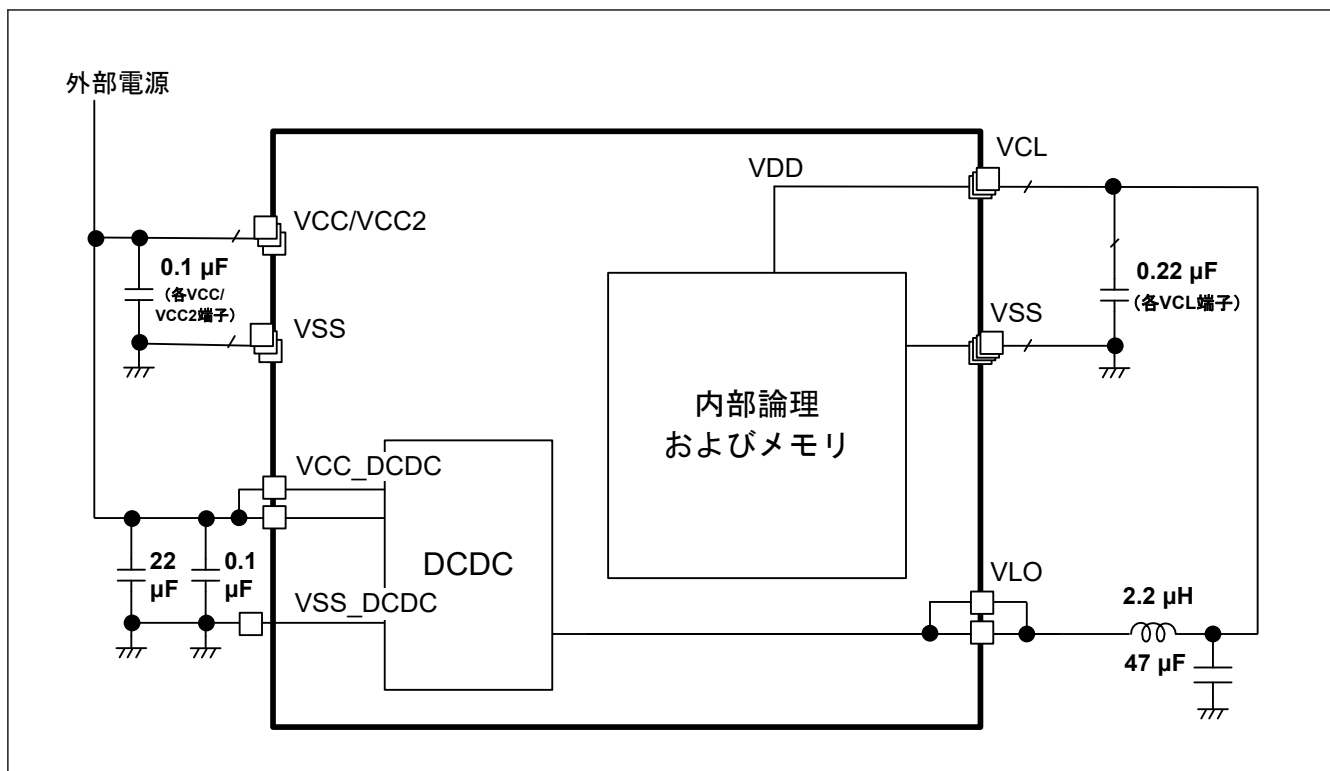 外部電源
VCL
VDD
VCC/VCC2
0.1 µF
（各VCC/
VCC2端子）
0.22 µF
（各VCL端子）
VSS
VSS
内部論理
およびメモリ
VCC_DCDC
DCDC
22
µF
0.1
µF
VSS_DCDC
VLO
2.2 µH
47 µF